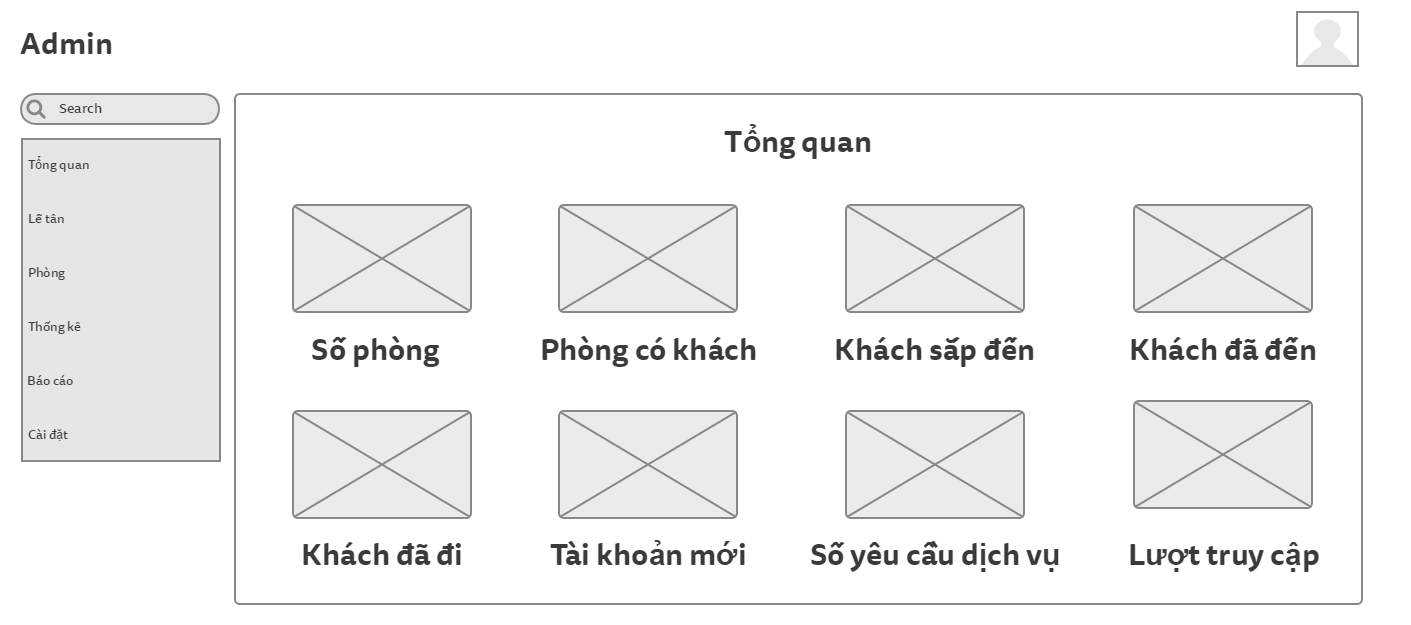 Admin
Search
Tổng quan
Lễ tân
Phòng
Thống kê
Báo cáo
Cài đặt
Tổng quan
Số phòng
Phòng có khách
Khách sắp đến
Khách đã đến
Khách đã đi
Tài khoản mới
Số yêu cầu dịch vụ
Lượt truy cập